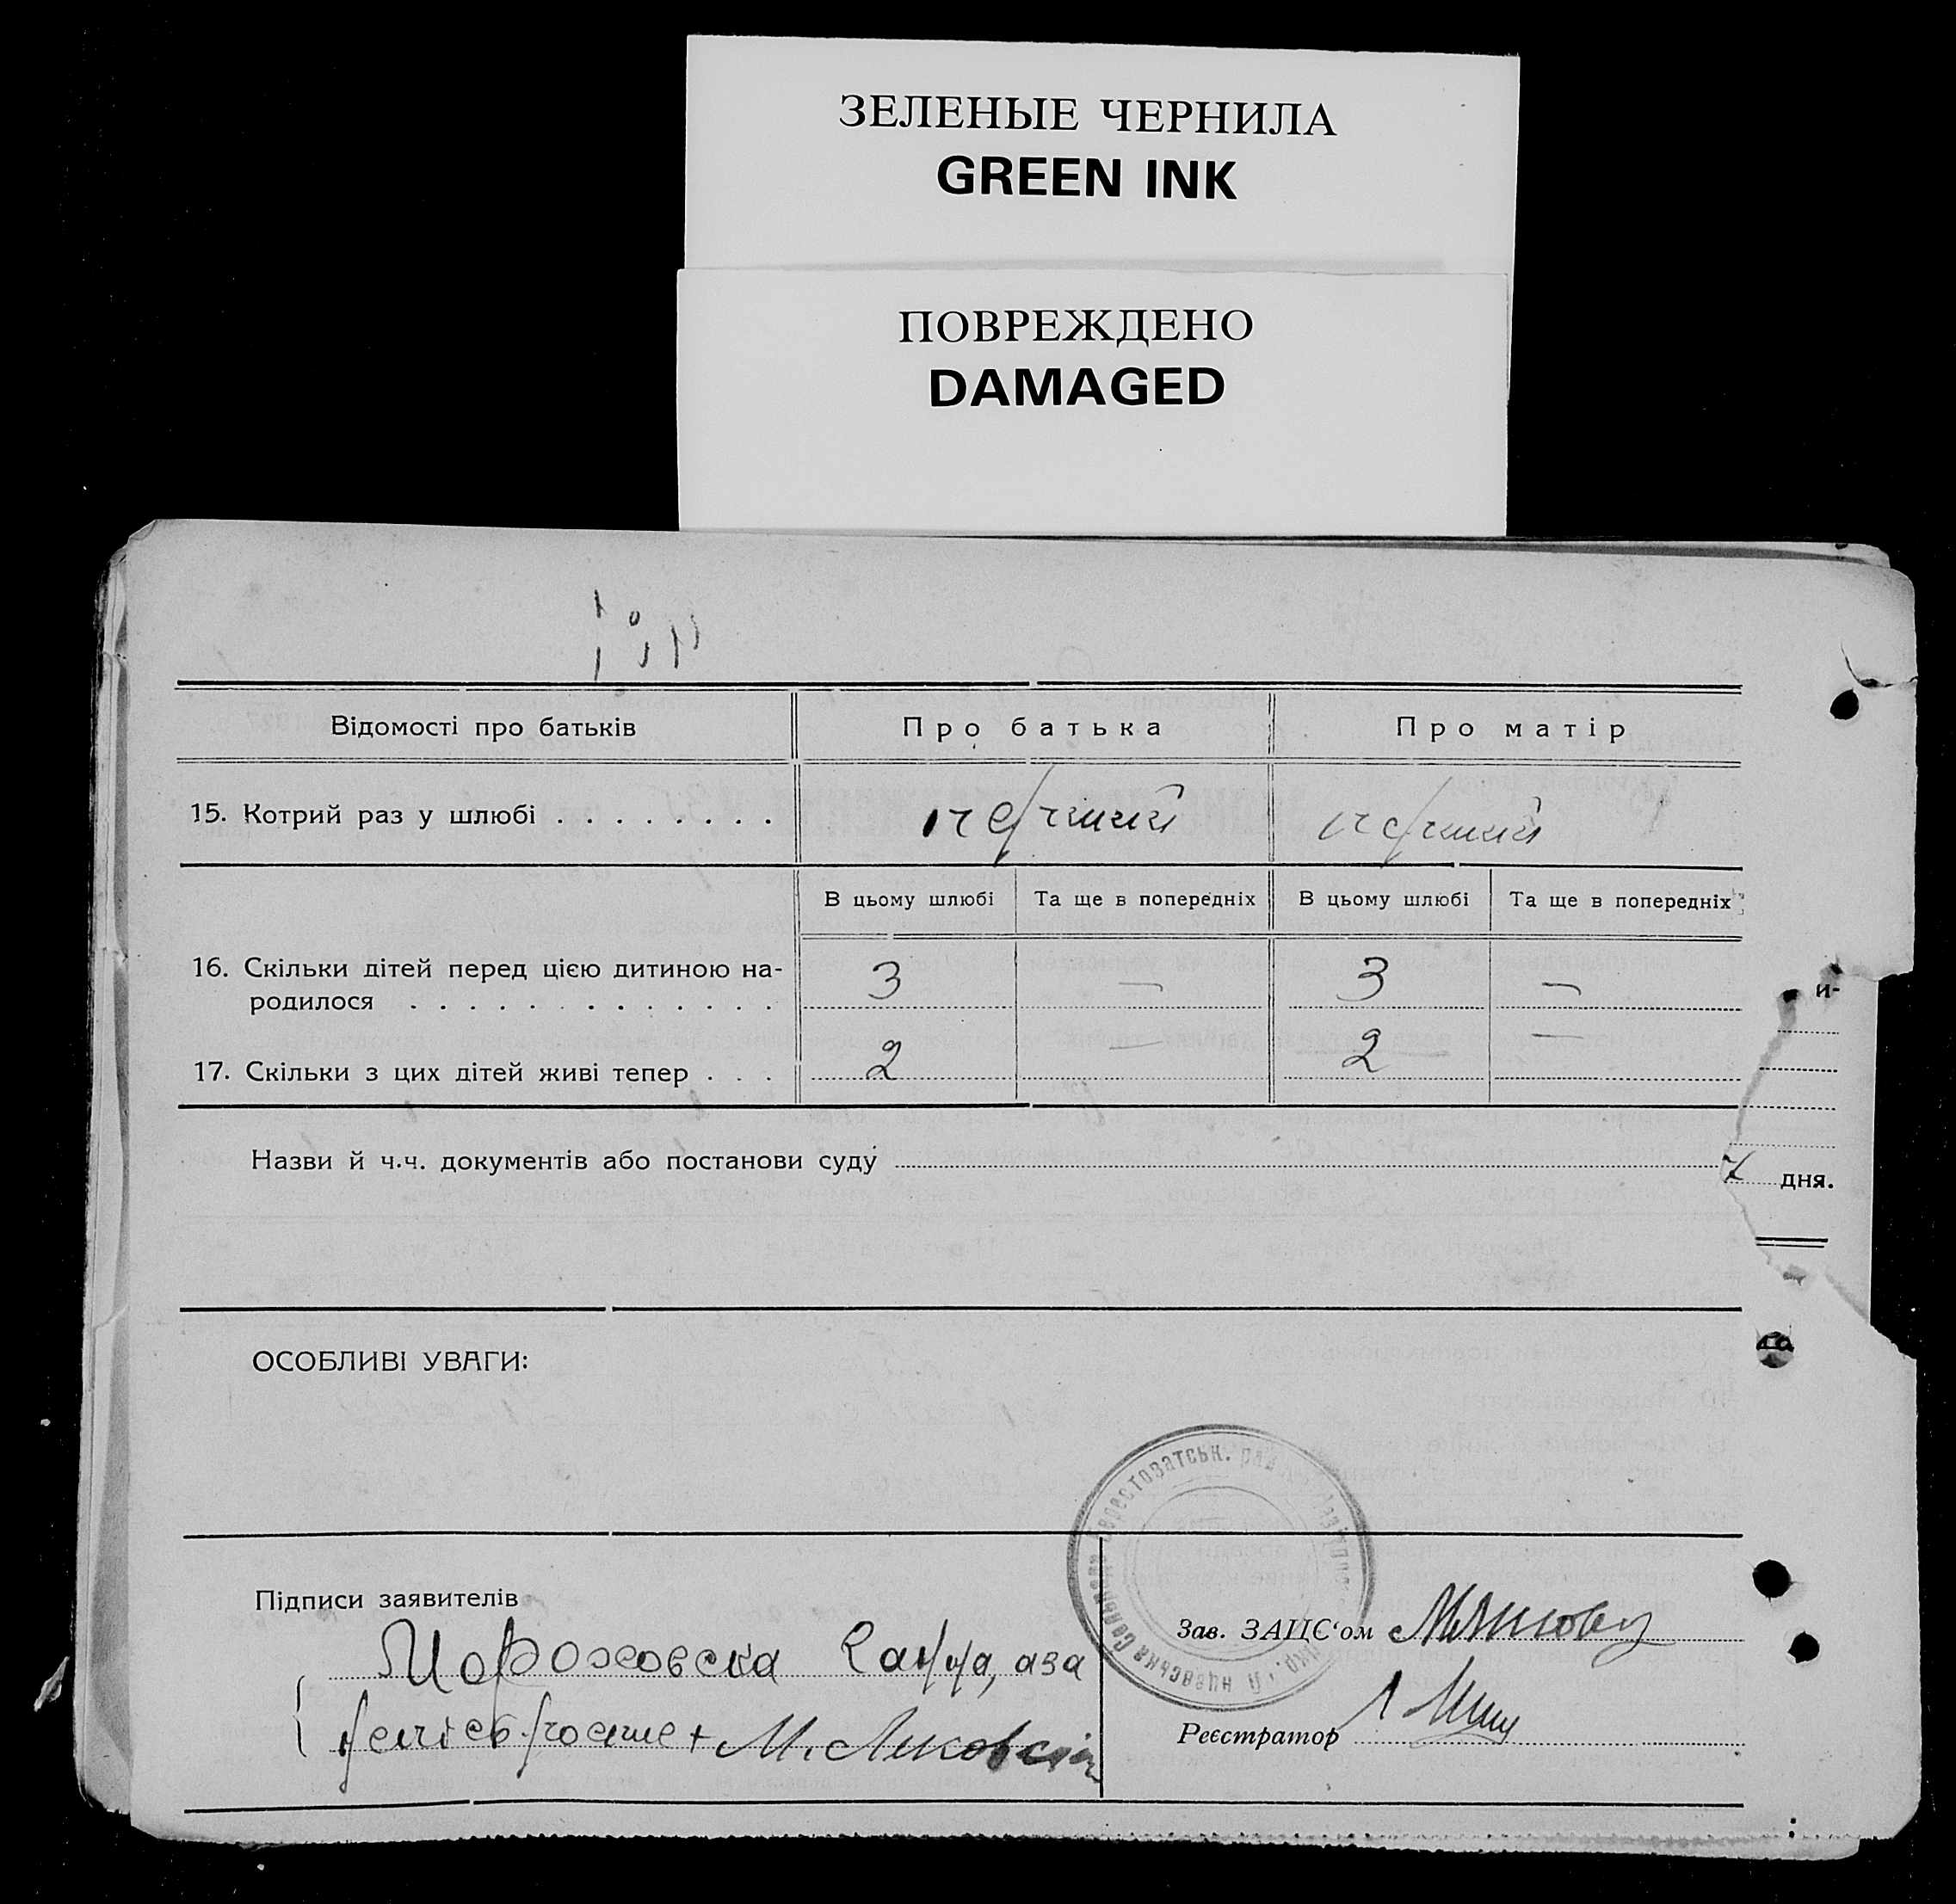 ЗЕЛЕНЫЕ ЧЕРНИЛА
GREEN INK
ПОВРЕЖДЕНО
DAMAGED
Відомості про батьків Про батька Про матір
15. Котрий раз у шлюбі . . . . . . . . перший перший
В цьому шлюбі Та ще в попередніх В цьому шлюбі Та ще в попередніх
16. Скільки дітей перед цією дитиною на-
родилося . . . . . . . . . . . . . 3 — 3 —
17. Скільки з цих дітей живі тепер . . . 2 — 2 —
и-
Назви й ч.ч. документів або постанови суду
дня.
ОСОБЛИВІ УВАГИ:
Підписи заявителів
Зав. ЗАЦС'ом
Реєстратор